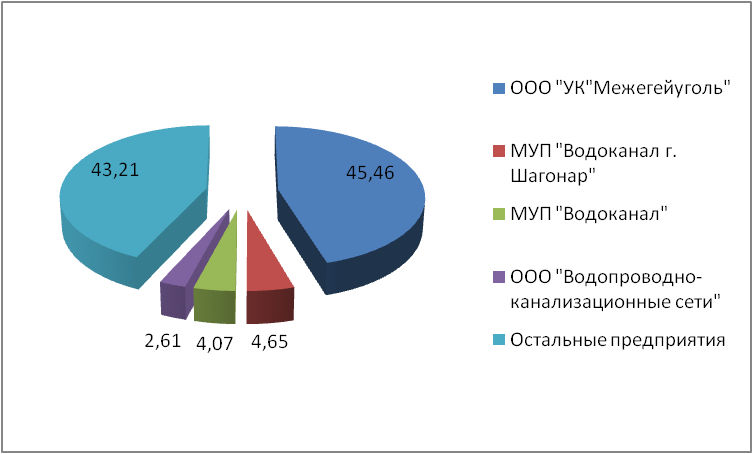 43,21
45,46
2,61
4,07
4,65
ООО "УК"Межегейуголь"
МУП "Водоканал г.
Шагонар"
МУП "Водоканал"
ООО "Водопроводно-
канализационные сети"
Остальные предприятия